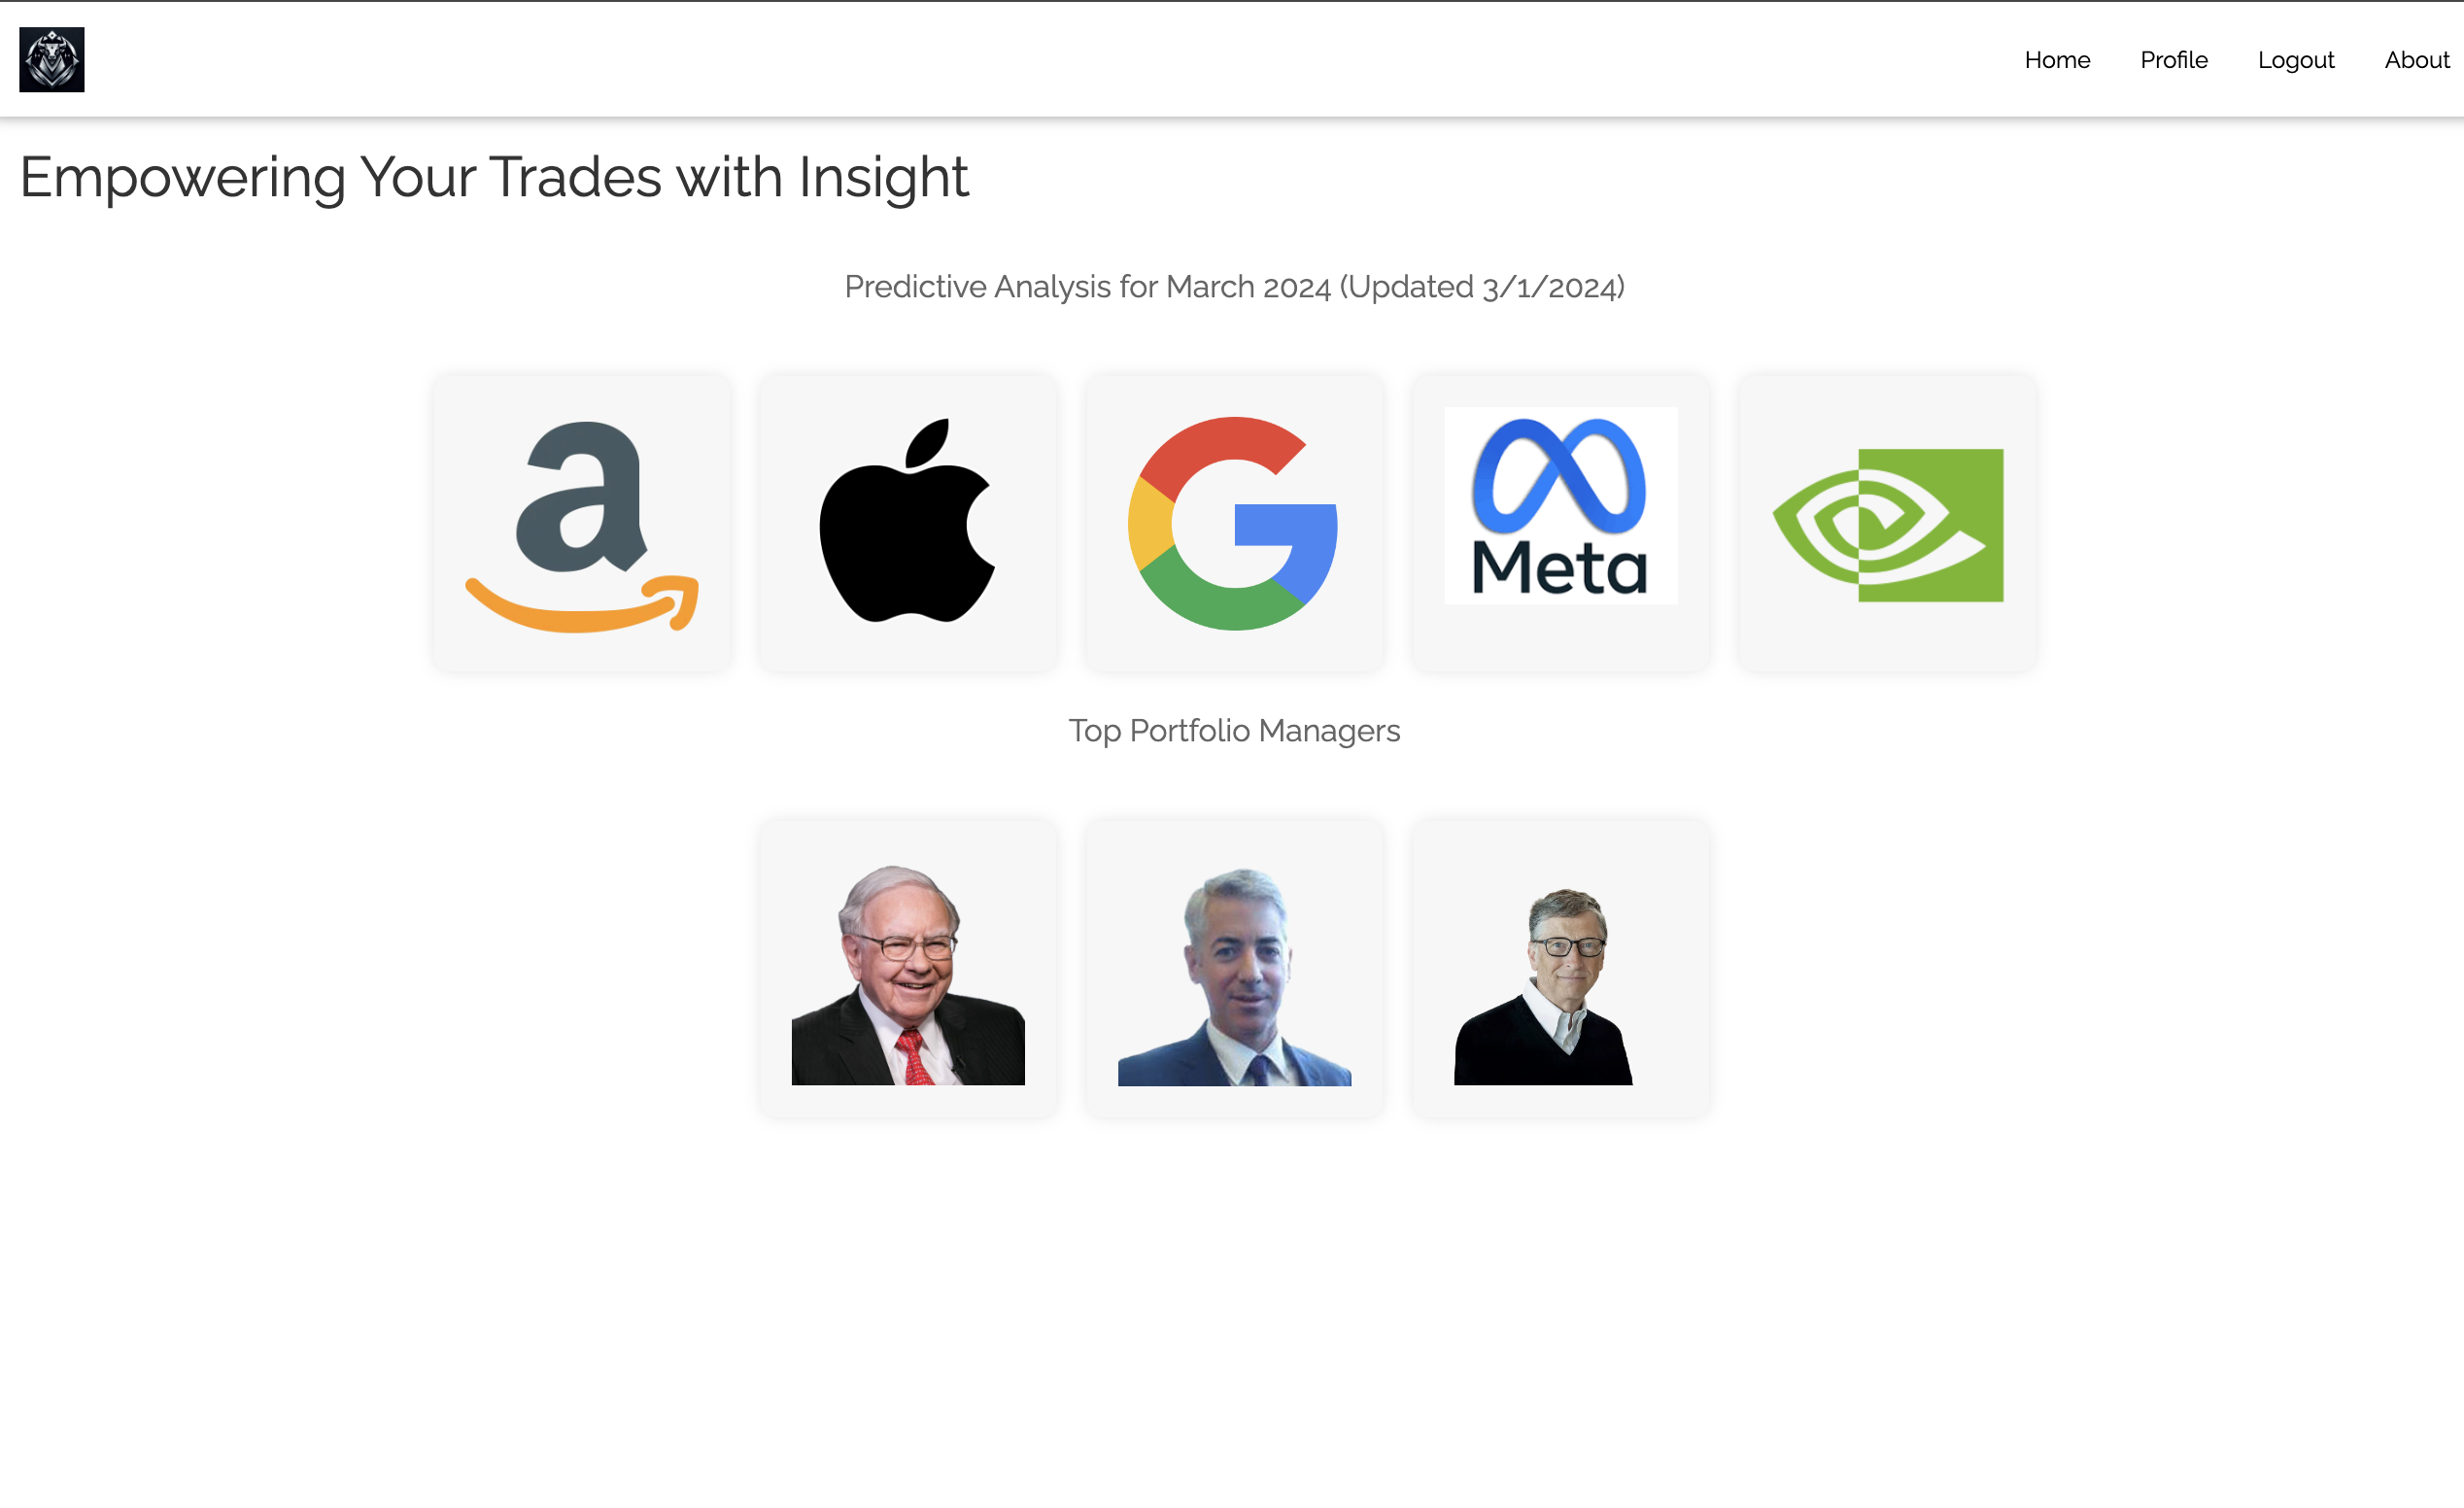 Home Profile Logout About
Empowering Your Trades with Insight
Predictive Analysis for March 2024 (Updated 3/1/2024)
a
G
Meta
Top Portfolio Managers